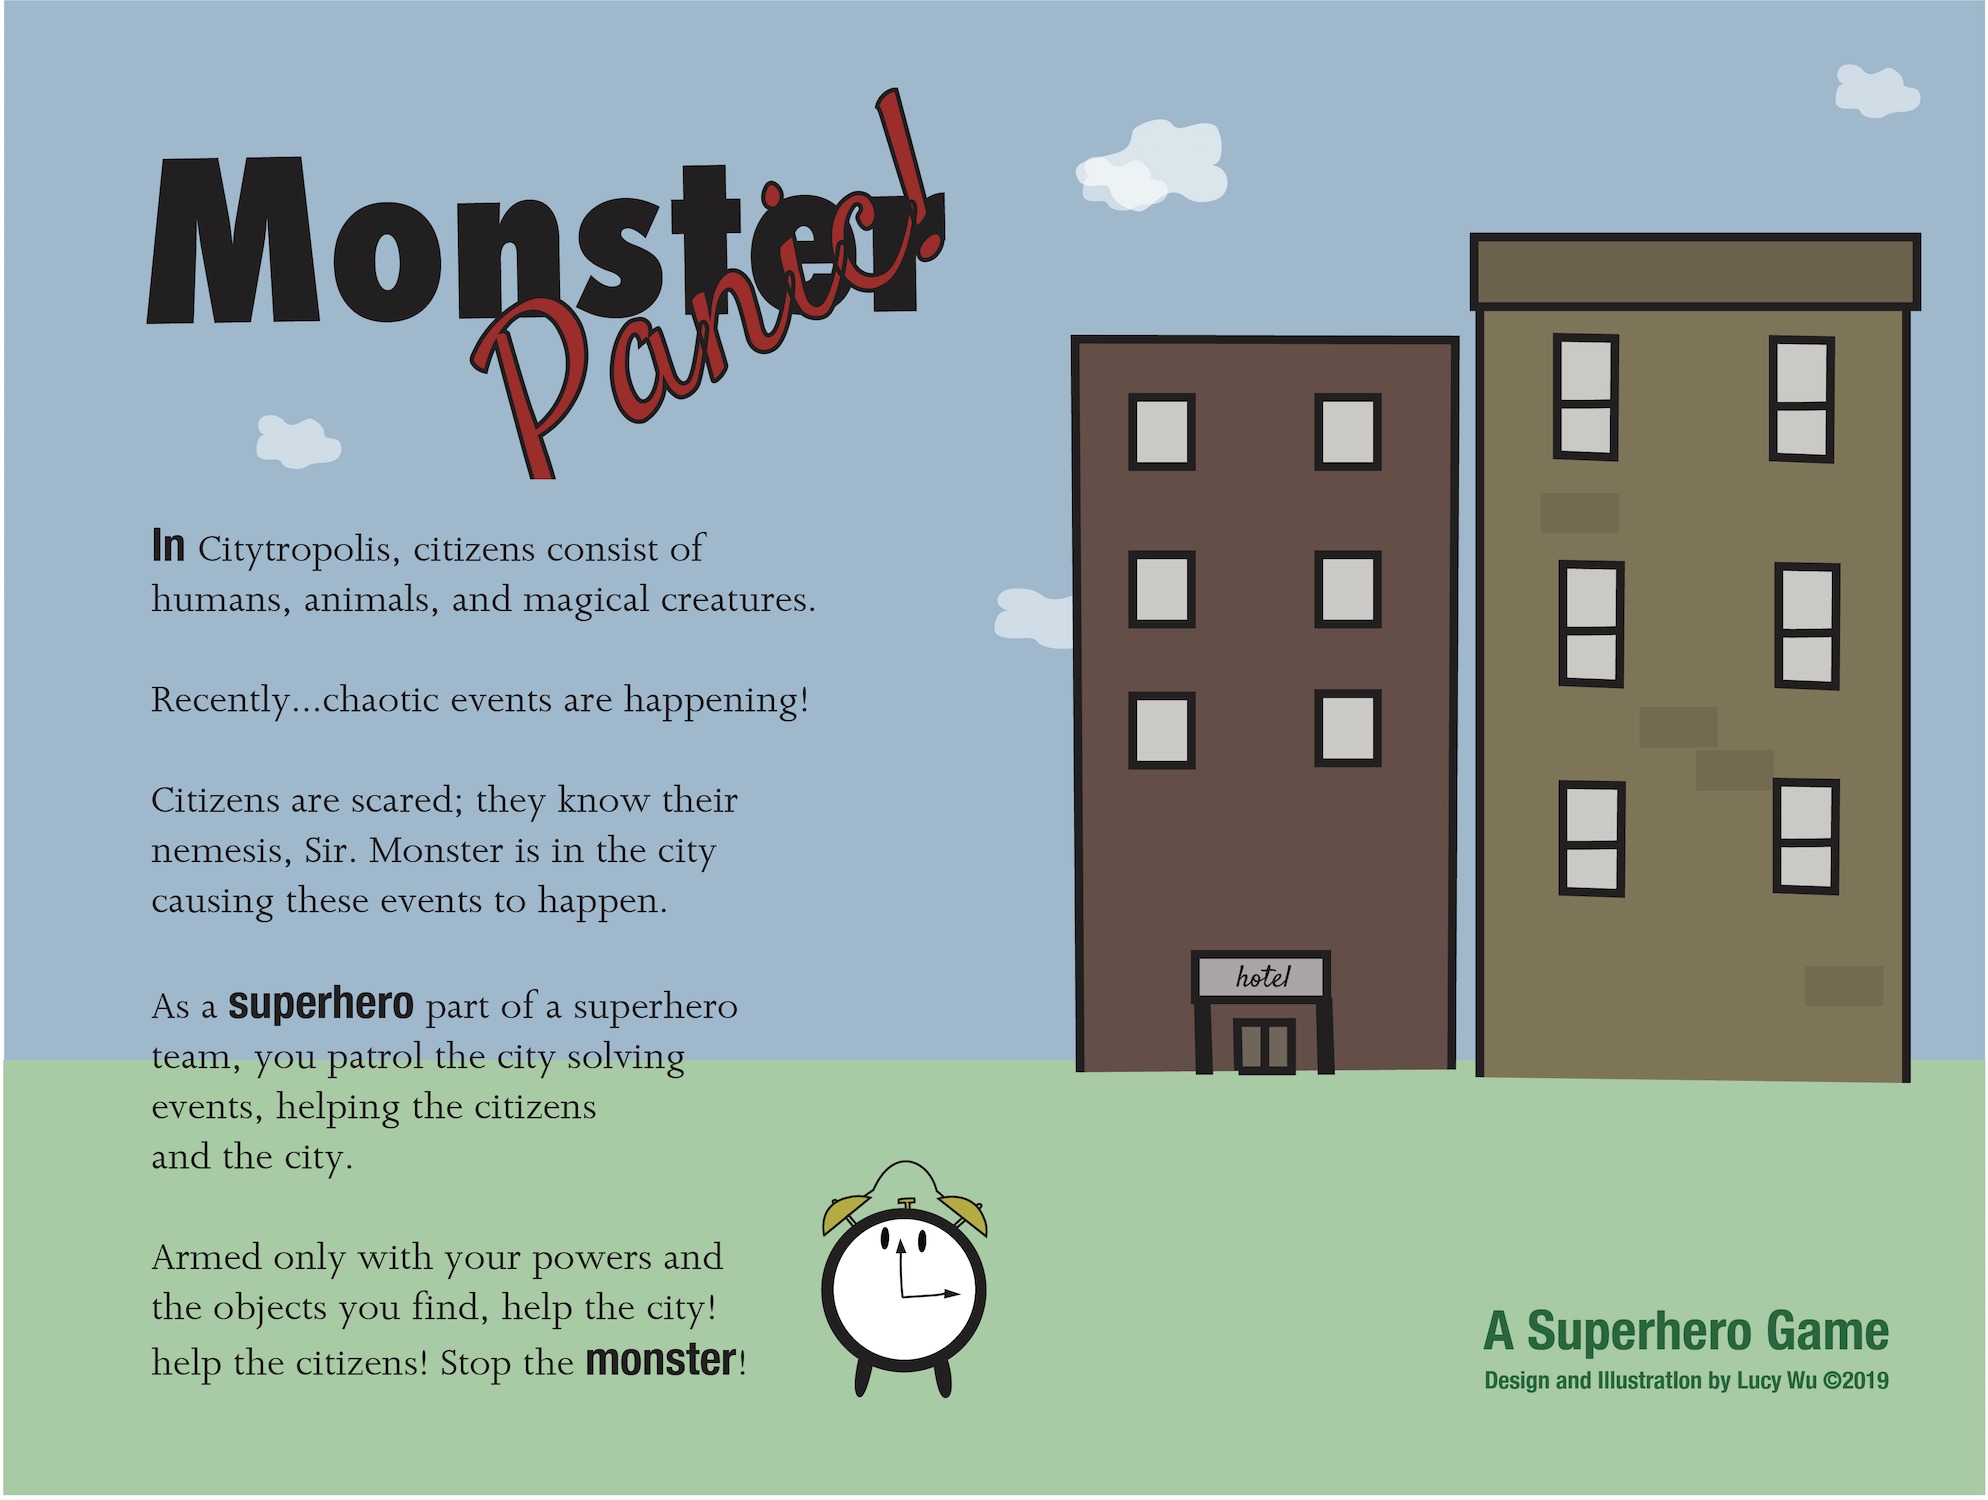 Monster
Panic!
In Citytropolis, citizens consist of
humans, animals, and magical creatures.
Recently...chaotic events are happening!
Citizens are scared; they know their
nemesis, Sir. Monster is in the city
causing these events to happen.
As a superhero part of a superhero
team, you patrol the city solving
events, helping the citizens
and the city.
Armed only with your powers and
the objects you find, help the city!
help the citizens! Stop the monster!
hotel
A Superhero Game
Design and Illustration by Lucy Wu ©2019